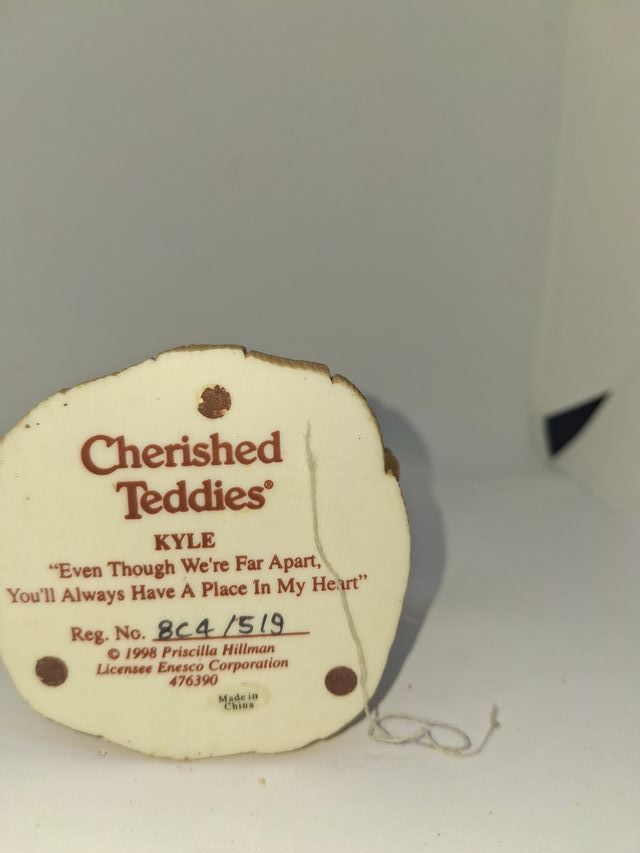 Cherished
Teddies®
KYLE
“Even Though We're Far Apart,
You'll Always Have A Place In My Heart”
Reg. No. 8C4/519
© 1998 Priscilla Hillman
Licensee Enesco Corporation
476390
Made in
China